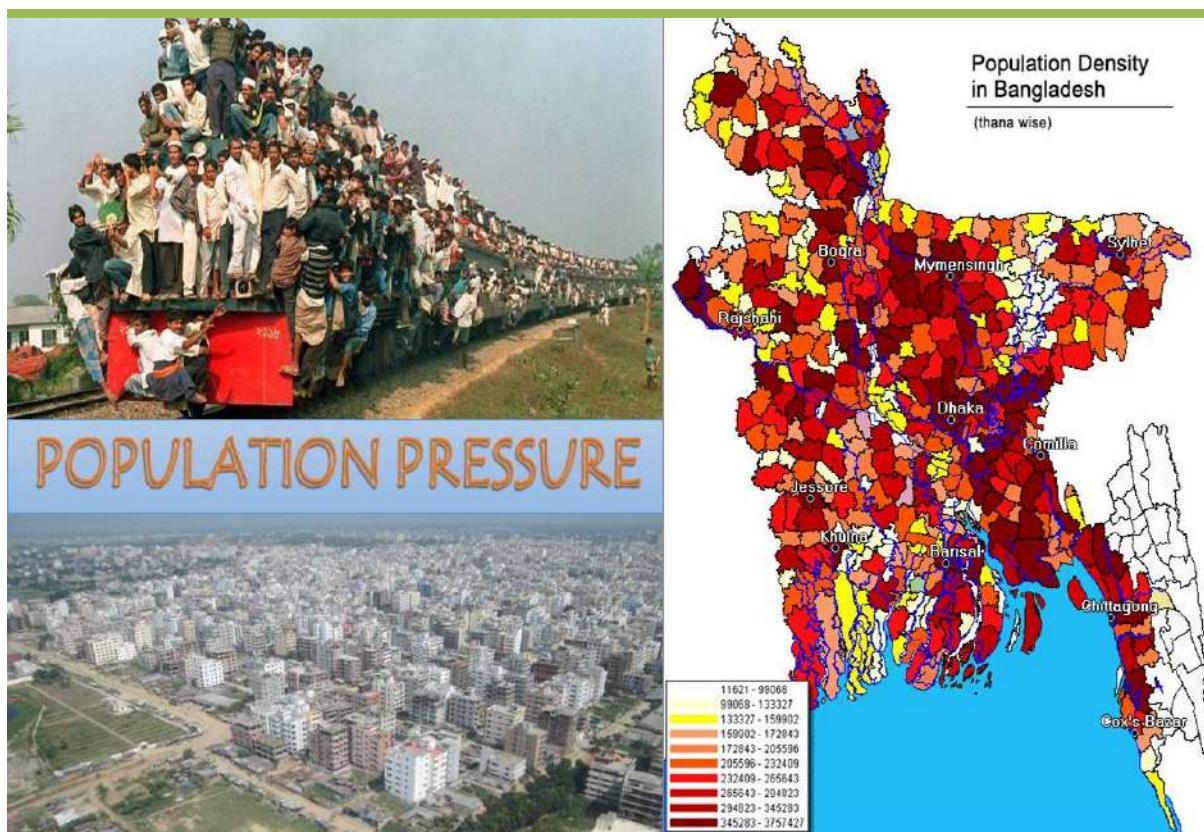 POPULATION PRESSURE
Population Density
in Bangladesh
(thana wise)
Bogra
Mymensingh
Sylhet
Rajshahi
Dhaka
Comilla
Jessore
Khulna
Barisal
Chittagong
Cox's Bazar
11621 - 99068
99068 - 133327
133327 - 159902
159002 - 172843
172843 - 205596
205596 - 232409
232409 - 265643
265643 - 294823
294823 - 345283
345283 - 3757427